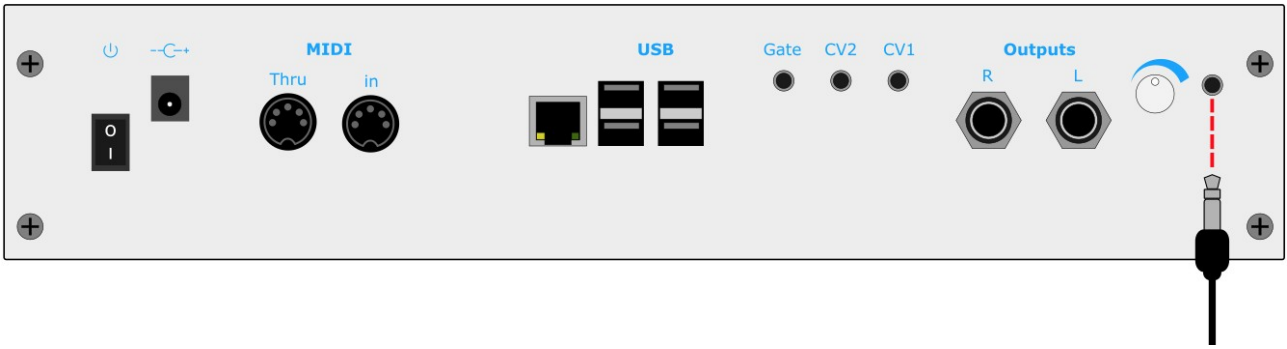 MIDI
Thru
in
USB
Gate CV2 CV1
Outputs
R L
O
I